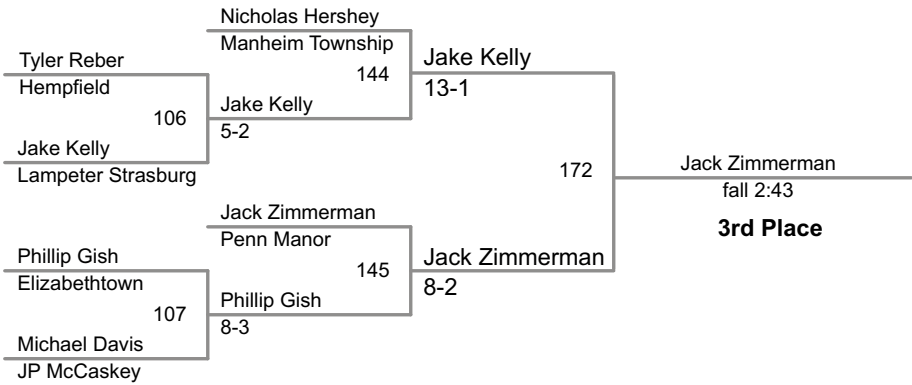 Nicholas Hershey
Manheim Township
Tyler Reber
Hempfield
144
Jake Kelly
13-1
106
Jake Kelly
5-2
Jake Kelly
Lampeter Strasburg
172
Jack Zimmerman
fall 2:43
3rd Place
Jack Zimmerman
Penn Manor
Phillip Gish
Elizabethtown
145
Jack Zimmerman
8-2
107
Phillip Gish
8-3
Michael Davis
JP McCaskey